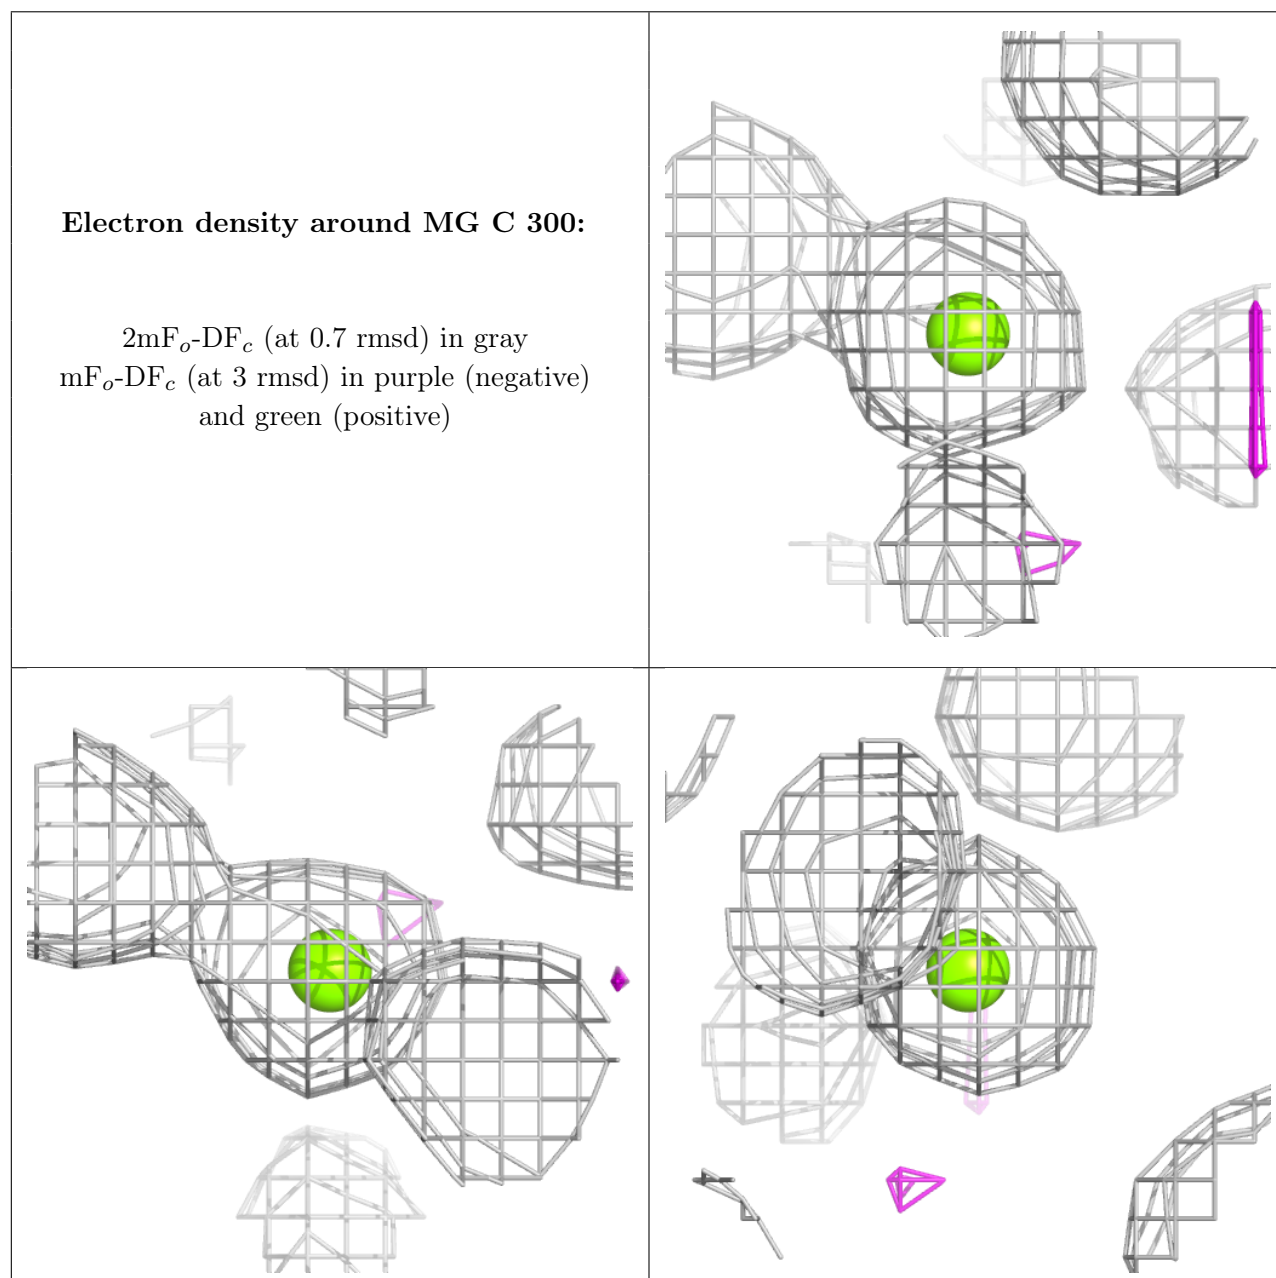 Electron density around MG C 300:
2mFo-DFc (at 0.7 rmsd) in gray
mFo-DFc (at 3 rmsd) in purple (negative)
and green (positive)